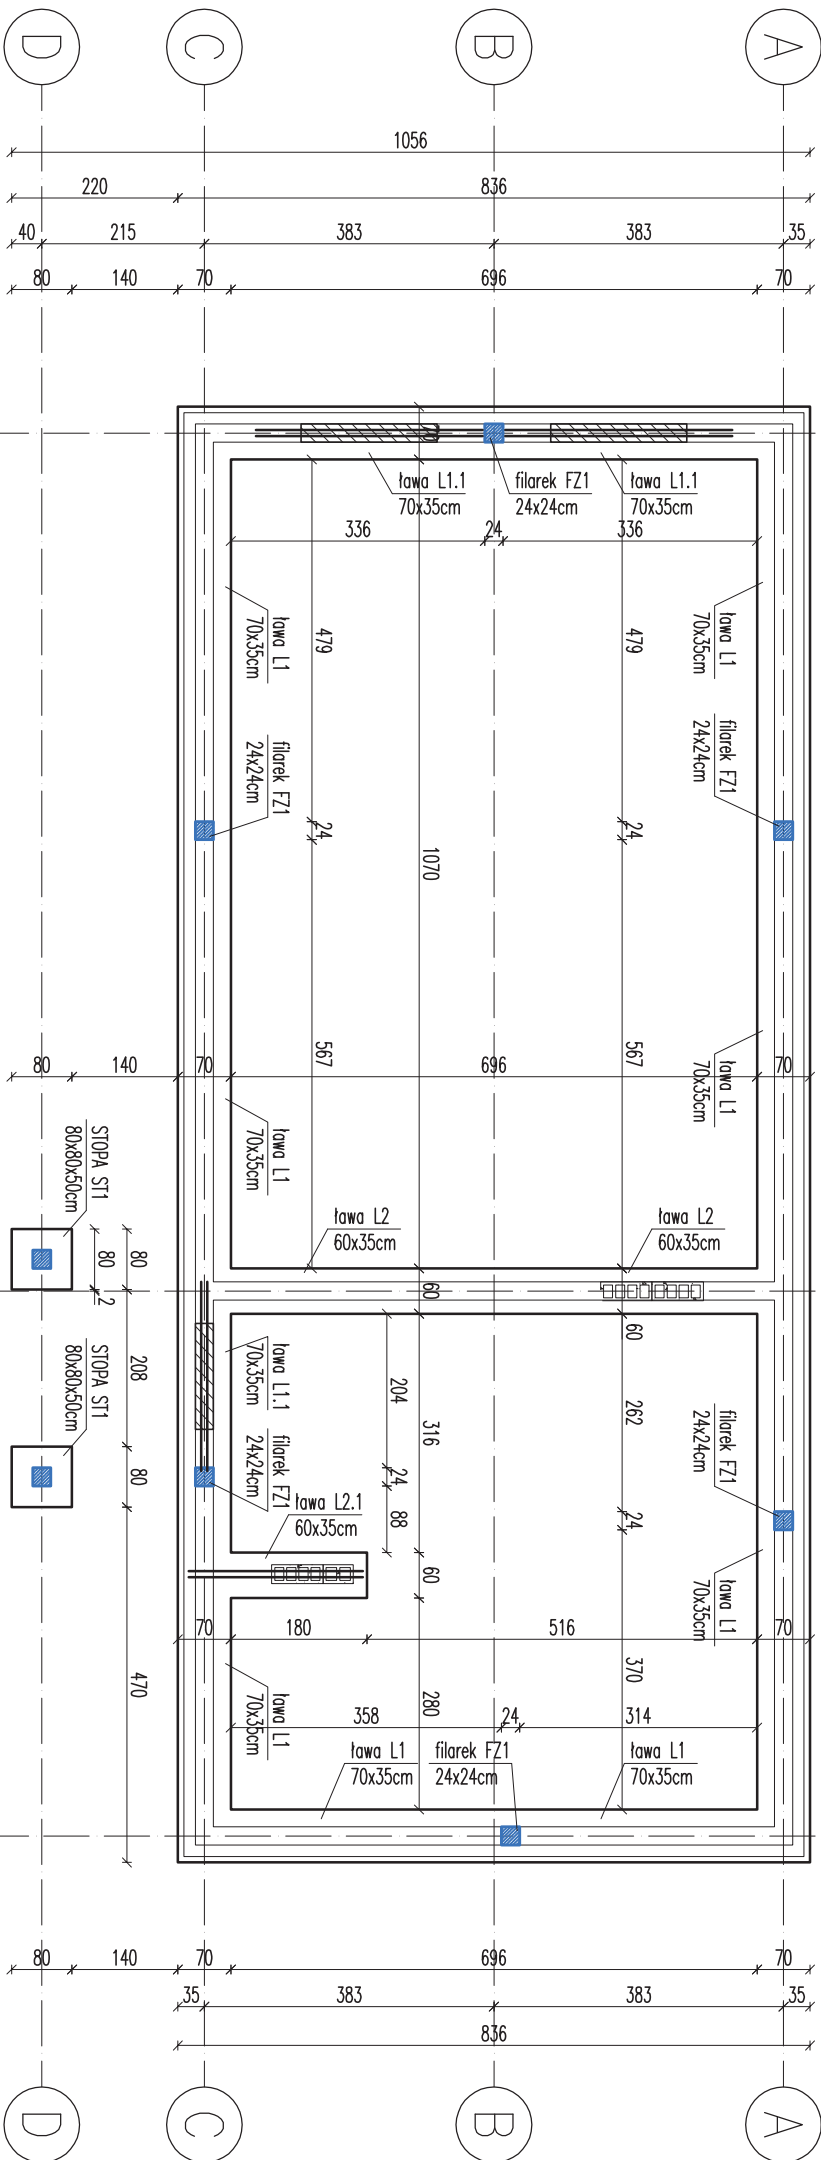 D
C
B
A
1056
220
836
40
215
383
383
35
80
140
70
696
70
70
ława L1.1
70x35cm
filarek FZ1
24x24cm
ława L1.1
70x35cm
336
24
336
ława L1
70x35cm
479
479
ława L1
70x35cm
filarek FZ1
24x24cm
24
24
filarek FZ1
24x24cm
1070
567
567
ława L1
70x35cm
80
140
70
696
70
ława L1
70x35cm
STOPA ST1
80x80x50cm
ława L2
60x35cm
ława L2
60x35cm
80
80
2
60
60
STOPA ST1
80x80x50cm
208
ława L1.1
70x35cm
204
316
262
filarek FZ1
24x24cm
80
filarek FZ1
24x24cm
24
88
24
ława L2.1
60x35cm
60
ława L1
70x35cm
70
180
516
70
470
ława L1
70x35cm
280
370
358
24
314
ława L1
70x35cm
filarek FZ1
24x24cm
ława L1
70x35cm
80
140
70
696
70
35
383
383
35
836
D
C
B
A